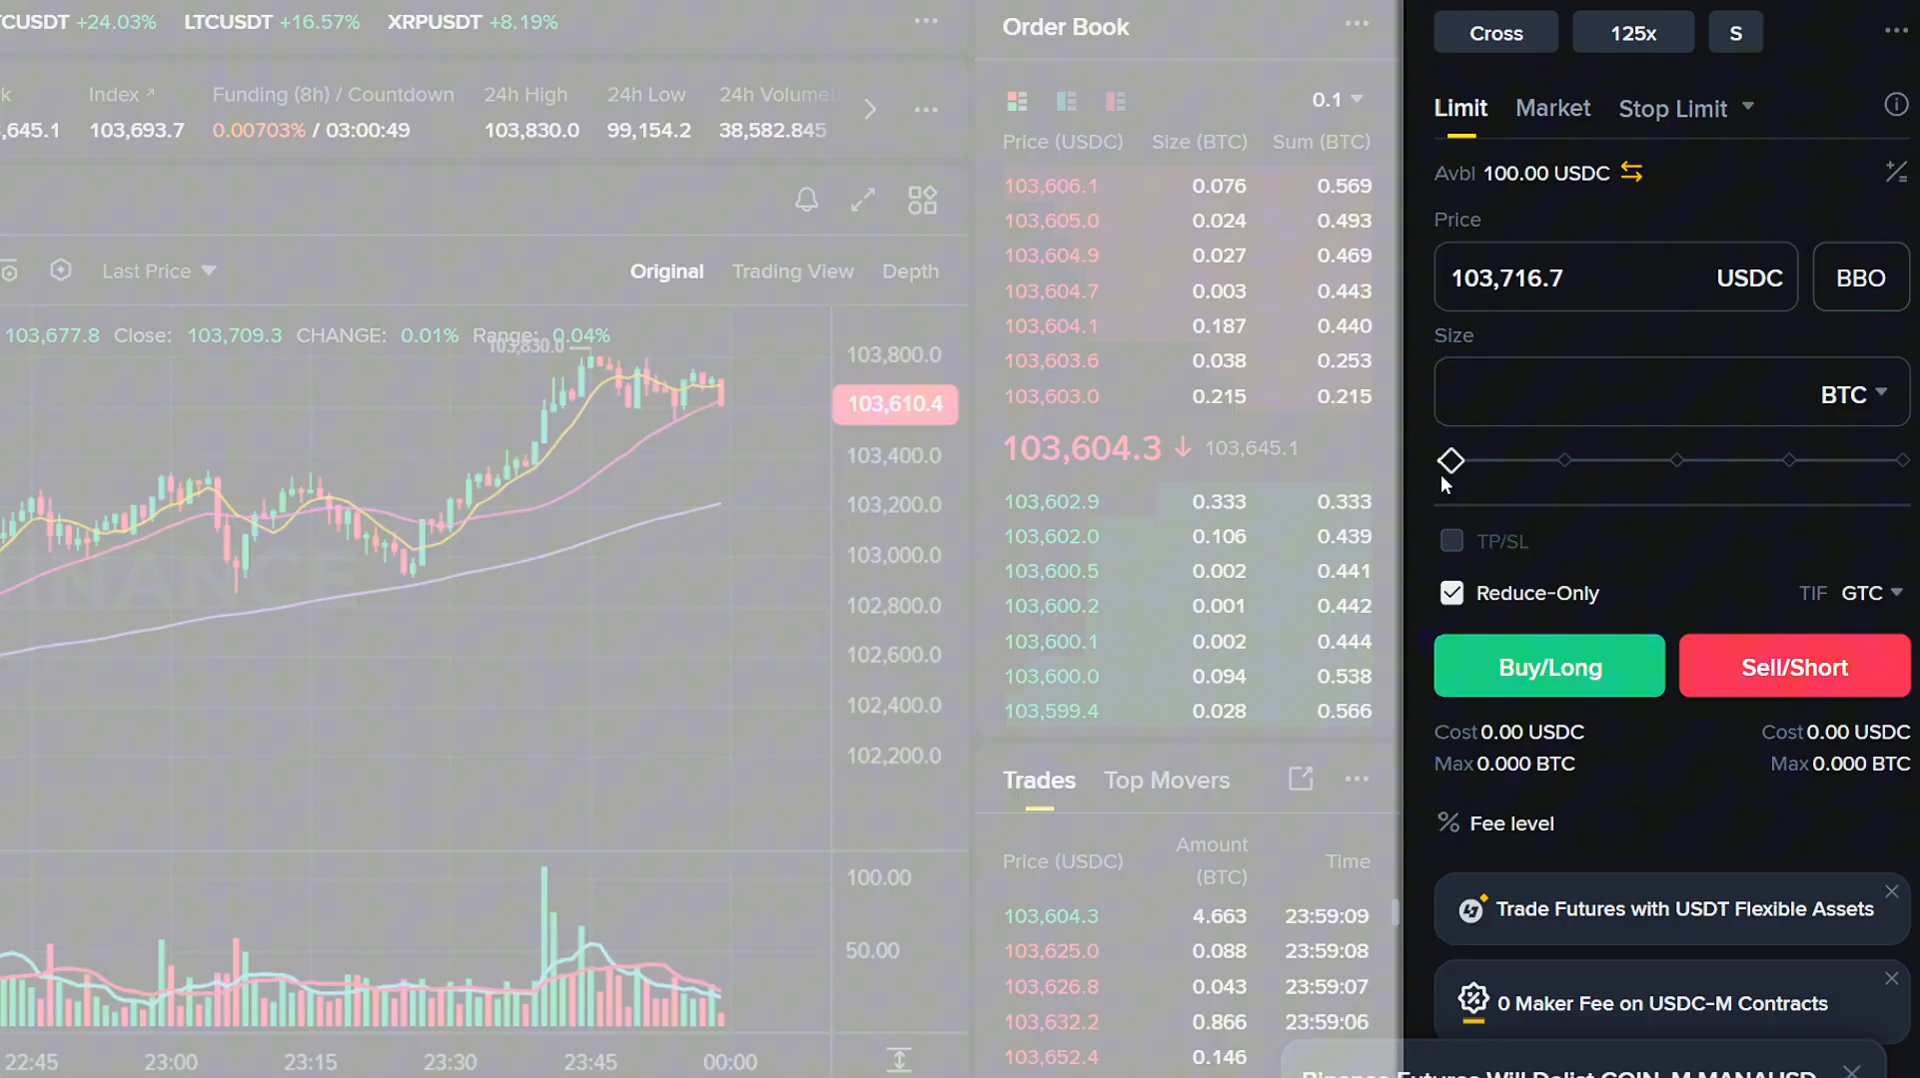 CUSDT +24.03% LTCUSDT +16.57% XRPUSDT +8.19%
k Index Funding (8h) / Countdown 24h High 24h Low 24h Volume(
,645.1 103,693.7 0.00703% / 03:00:49 103,830.0 99,154.2 38,582.845
Last Price Original Trading View Depth
103,677.8 Close: 103,709.3 CHANGE: 0.01% Range: 0.04%
103,830.0
103,800.0
103,610.4
103,400.0
103,200.0
103,000.0
102,800.0
102,600.0
102,400.0
102,200.0
BINANCE
100.00
50.00
22:45 23:00 23:15 23:30 23:45 00:00
Order Book
0.1
Price (USDC) Size (BTC) Sum (BTC)
103,606.1 0.076 0.569
103,605.0 0.024 0.493
103,604.9 0.027 0.469
103,604.7 0.003 0.443
103,604.1 0.187 0.440
103,603.6 0.038 0.253
103,603.0 0.215 0.215
103,604.3 ↓ 103,645.1
103,602.9 0.333 0.333
103,602.0 0.106 0.439
103,600.5 0.002 0.441
103,600.2 0.001 0.442
103,600.1 0.002 0.444
103,600.0 0.094 0.538
103,599.4 0.028 0.566
Trades Top Movers
Price (USDC) Amount (BTC) Time
103,604.3 4.663 23:59:09
103,625.0 0.088 23:59:08
103,626.8 0.043 23:59:07
103,632.2 0.866 23:59:06
103,652.4 0.146
Cross 125x S
Limit Market Stop Limit
Avbl 100.00 USDC
Price
103,716.7 USDC BBO
Size
BTC
TP/SL
Reduce-Only TIF GTC
Buy/Long Sell/Short
Cost 0.00 USDC Cost 0.00 USDC
Max 0.000 BTC Max 0.000 BTC
% Fee level
Trade Futures with USDT Flexible Assets
0 Maker Fee on USDC-M Contracts
Binance Futures Will Delist COIN-M MANAUSD